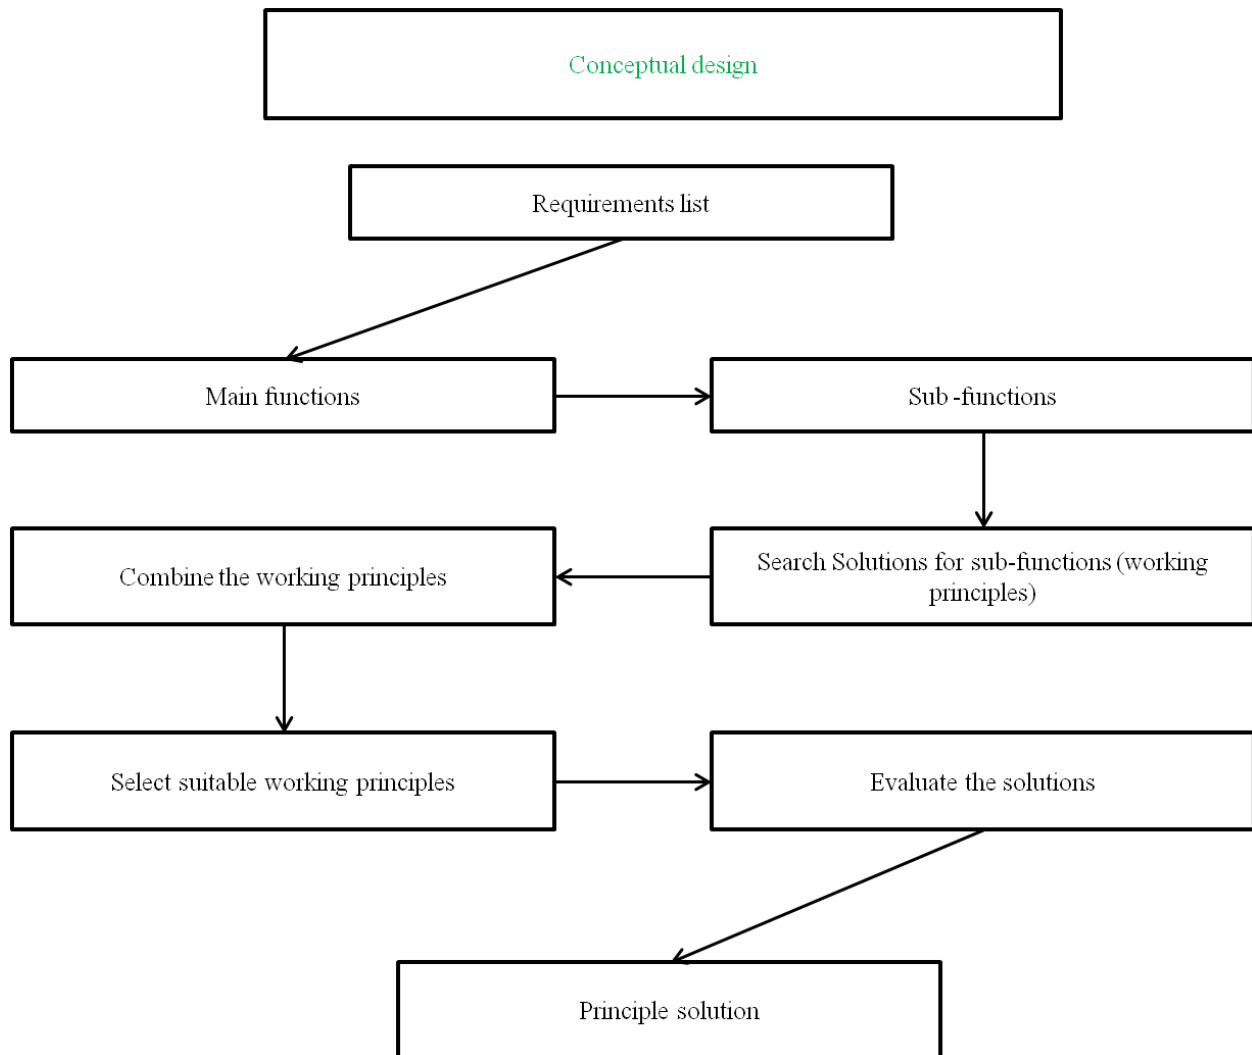 Conceptual design
Requirements list
Main functions
Sub-functions
Search Solutions for sub-functions (working
principles)
Combine the working principles
Select suitable working principles
Evaluate the solutions
Principle solution